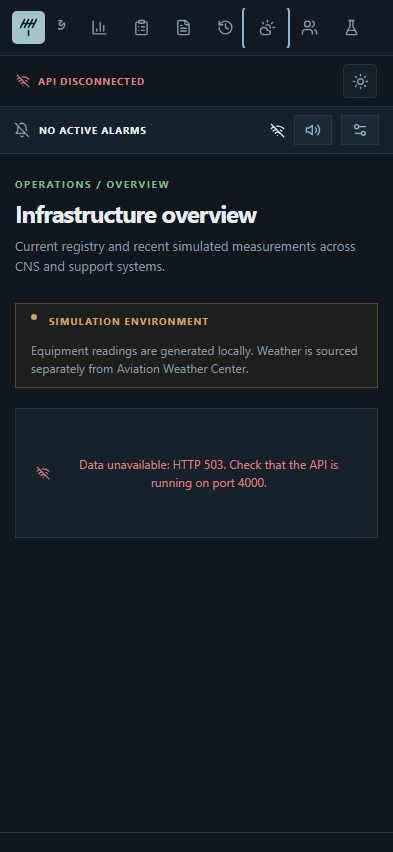 API DISCONNECTED
NO ACTIVE ALARMS
OPERATIONS / OVERVIEW
Infrastructure overview
Current registry and recent simulated measurements across
CNS and support systems.
SIMULATION ENVIRONMENT
Equipment readings are generated locally. Weather is sourced
separately from Aviation Weather Center.
Data unavailable: HTTP 503. Check that the API is
running on port 4000.